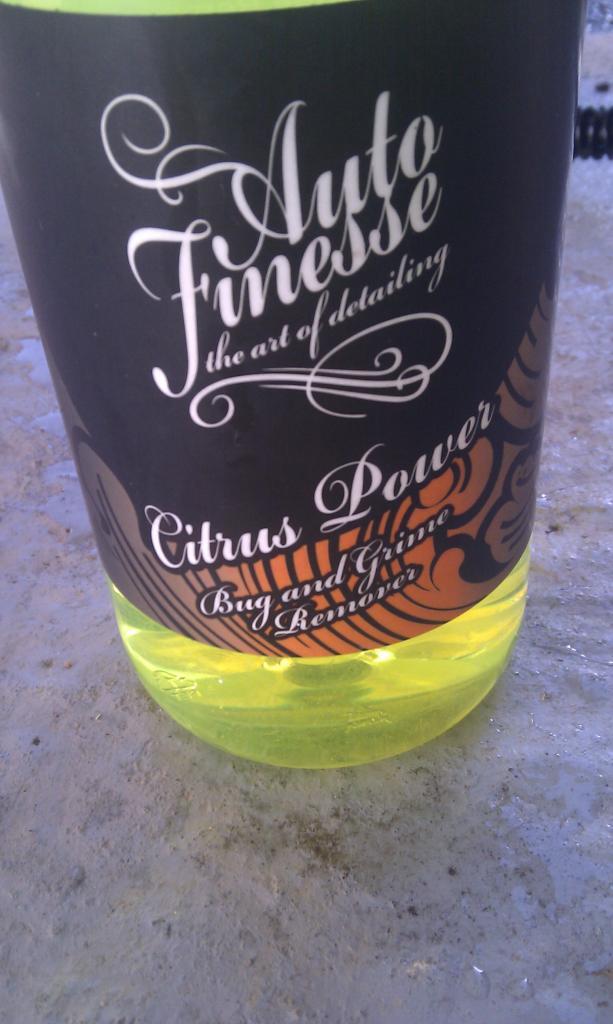 Auto
Finesse
the art of detailing
Citrus Power
Bug and Grime
Remover